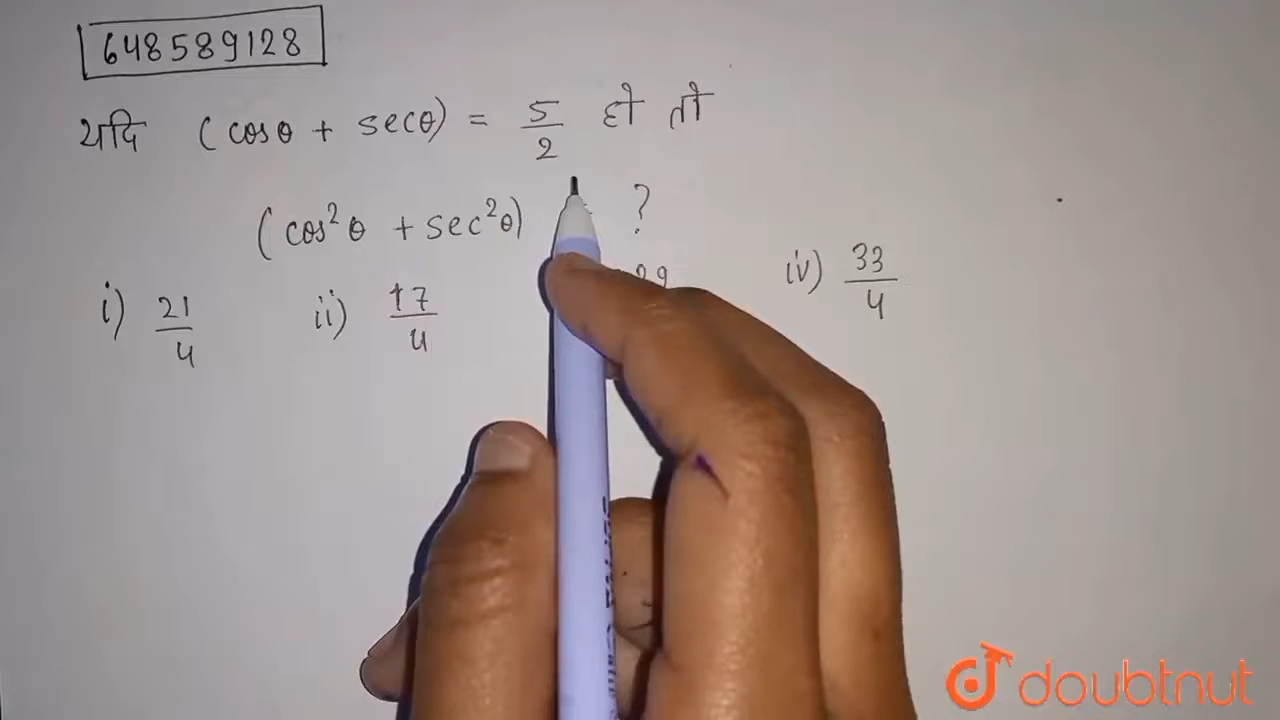 648589128
यदि (cosθ + secθ) = 5/2 हो तो
(cos²θ + sec²θ) ?
i) 21/4 ii) 17/4 iv) 33/4
doubtnut